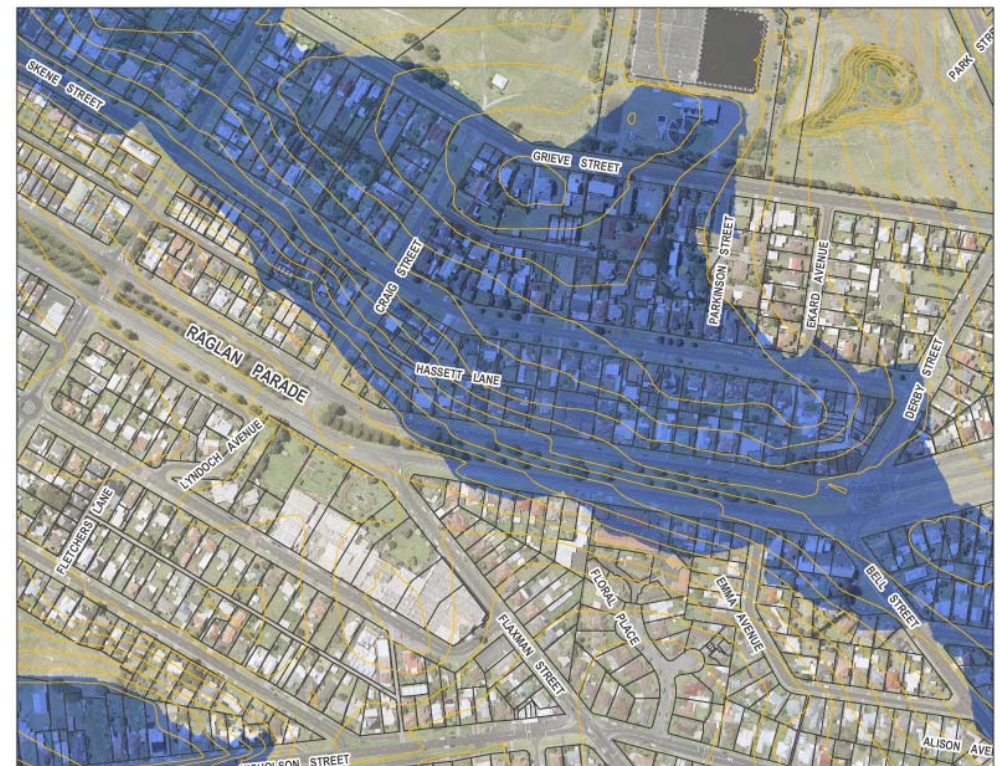 SKENE STREET
PARK STR
GRIEVE STREET
PARKINSON STREET
EKARD AVENUE
CRAIG STREET
RAGLAN PARADE
HASSETT LANE
DERBY STREET
LYNDOCH AVENUE
FLETCHERS LANE
FLORAL PLACE
EMMA AVENUE
BELL STREET
FLAXMAN STREET
ALISON AVE
NICHOLSON STREET